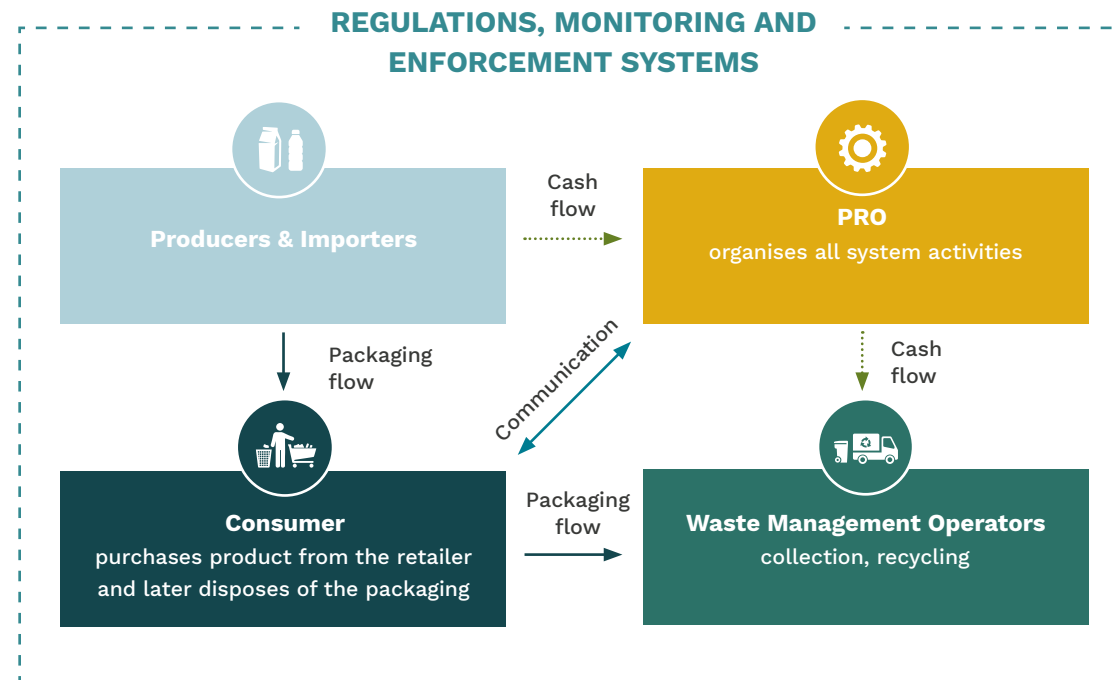 REGULATIONS, MONITORING AND
ENFORCEMENT SYSTEMS
Producers & Importers
Cash
flow
PRO
organises all system activities
Packaging
flow
Communication
Cash
flow
Consumer
purchases product from the retailer
and later disposes of the packaging
Packaging
flow
Waste Management Operators
collection, recycling